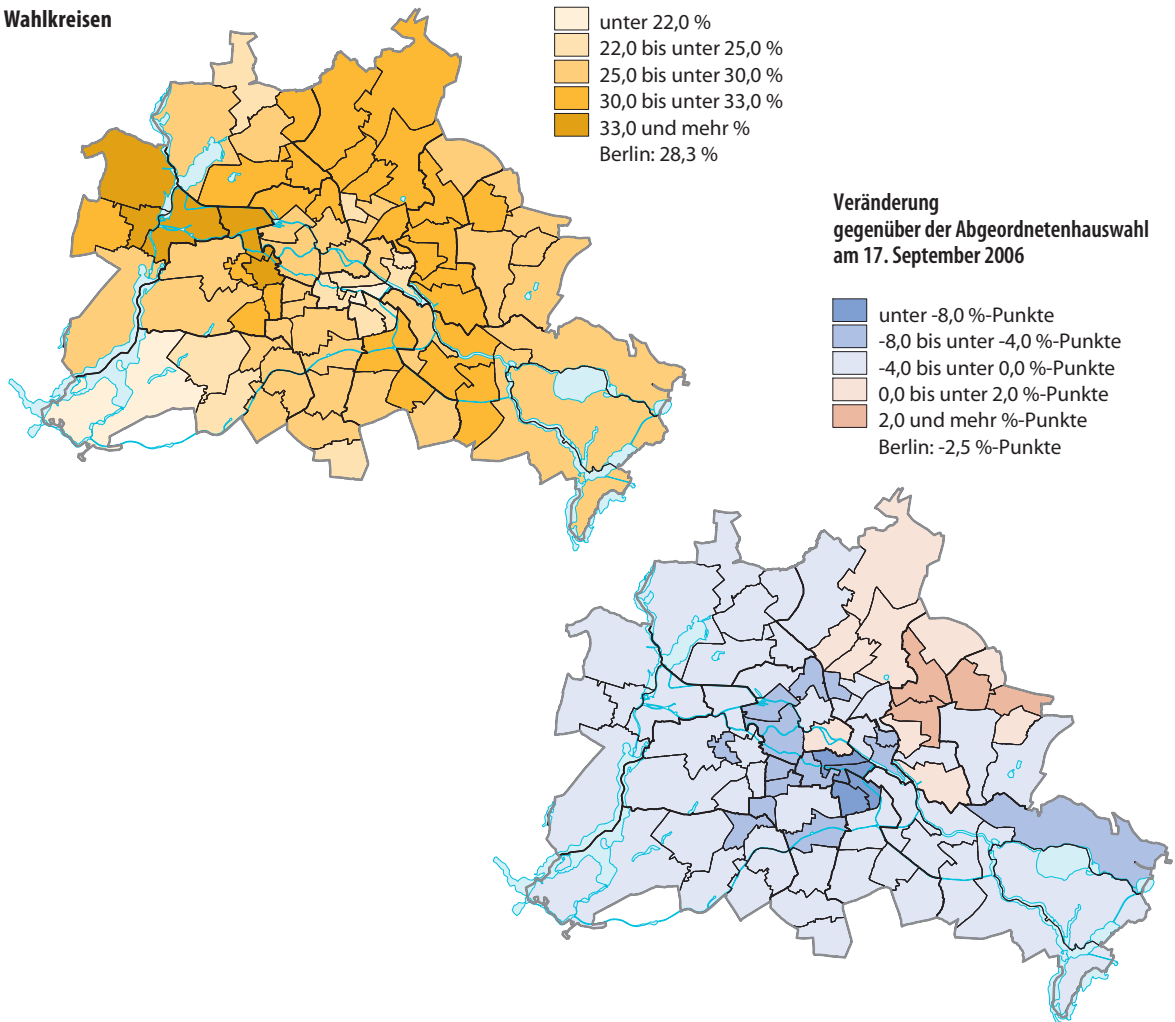 Wahlkreisen
unter 22,0 %
22,0 bis unter 25,0 %
25,0 bis unter 30,0 %
30,0 bis unter 33,0 %
33,0 und mehr %
Berlin: 28,3 %
Veränderung
gegenüber der Abgeordnetenhauswahl
am 17. September 2006
unter -8,0 %-Punkte
-8,0 bis unter -4,0 %-Punkte
-4,0 bis unter 0,0 %-Punkte
0,0 bis unter 2,0 %-Punkte
2,0 und mehr %-Punkte
Berlin: -2,5 %-Punkte